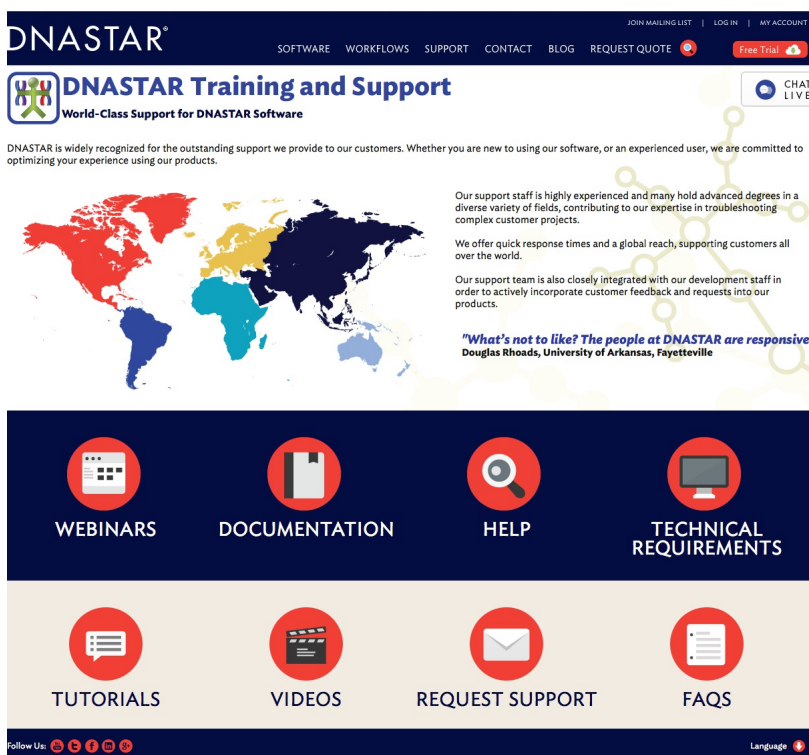 JOIN MAILING LIST | LOG IN | MY ACCOUNT
DNASTAR®
SOFTWARE WORKFLOWS SUPPORT CONTACT BLOG REQUEST QUOTE Free Trial
DNASTAR Training and Support
World-Class Support for DNASTAR Software
CHAT
LIVE
DNASTAR is widely recognized for the outstanding support we provide to our customers. Whether you are new to using our software, or an experienced user, we are committed to
optimizing your experience using our products.
Our support staff is highly experienced and many hold advanced degrees in a
diverse variety of fields, contributing to our expertise in troubleshooting
complex customer projects.
We offer quick response times and a global reach, supporting customers all
over the world.
Our support team is also closely integrated with our development staff in
order to actively incorporate customer feedback and requests into our
products.
"What's not to like? The people at DNASTAR are responsive
Douglas Rhoads, University of Arkansas, Fayetteville
WEBINARS DOCUMENTATION HELP TECHNICAL
REQUIREMENTS
TUTORIALS VIDEOS REQUEST SUPPORT FAQS
Follow Us: Language